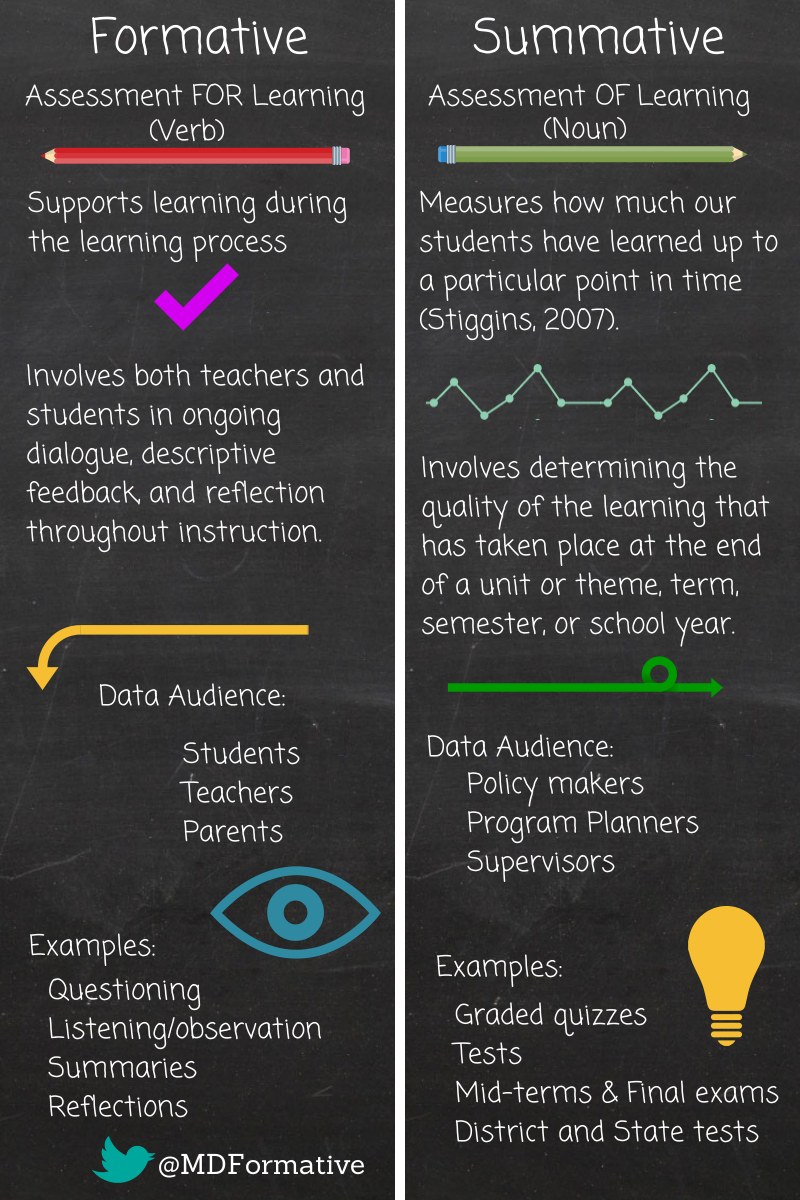 Formative
Assessment FOR Learning
(Verb)
Supports learning during
the learning process
Involves both teachers and
students in ongoing
dialogue, descriptive
feedback, and reflection
throughout instruction.
Data Audience:
Students
Teachers
Parents
Examples:
Questioning
Listening/observation
Summaries
Reflections
@MDFormative
Summative
Assessment OF Learning
(Noun)
Measures how much our
students have learned up to
a particular point in time
(Stiggins, 2007).
Involves determining the
quality of the learning that
has taken place at the end
of a unit or theme, term,
semester, or school year.
Data Audience:
Policy makers
Program Planners
Supervisors
Examples:
Graded quizzes
Tests
Mid-terms & Final exams
District and State tests